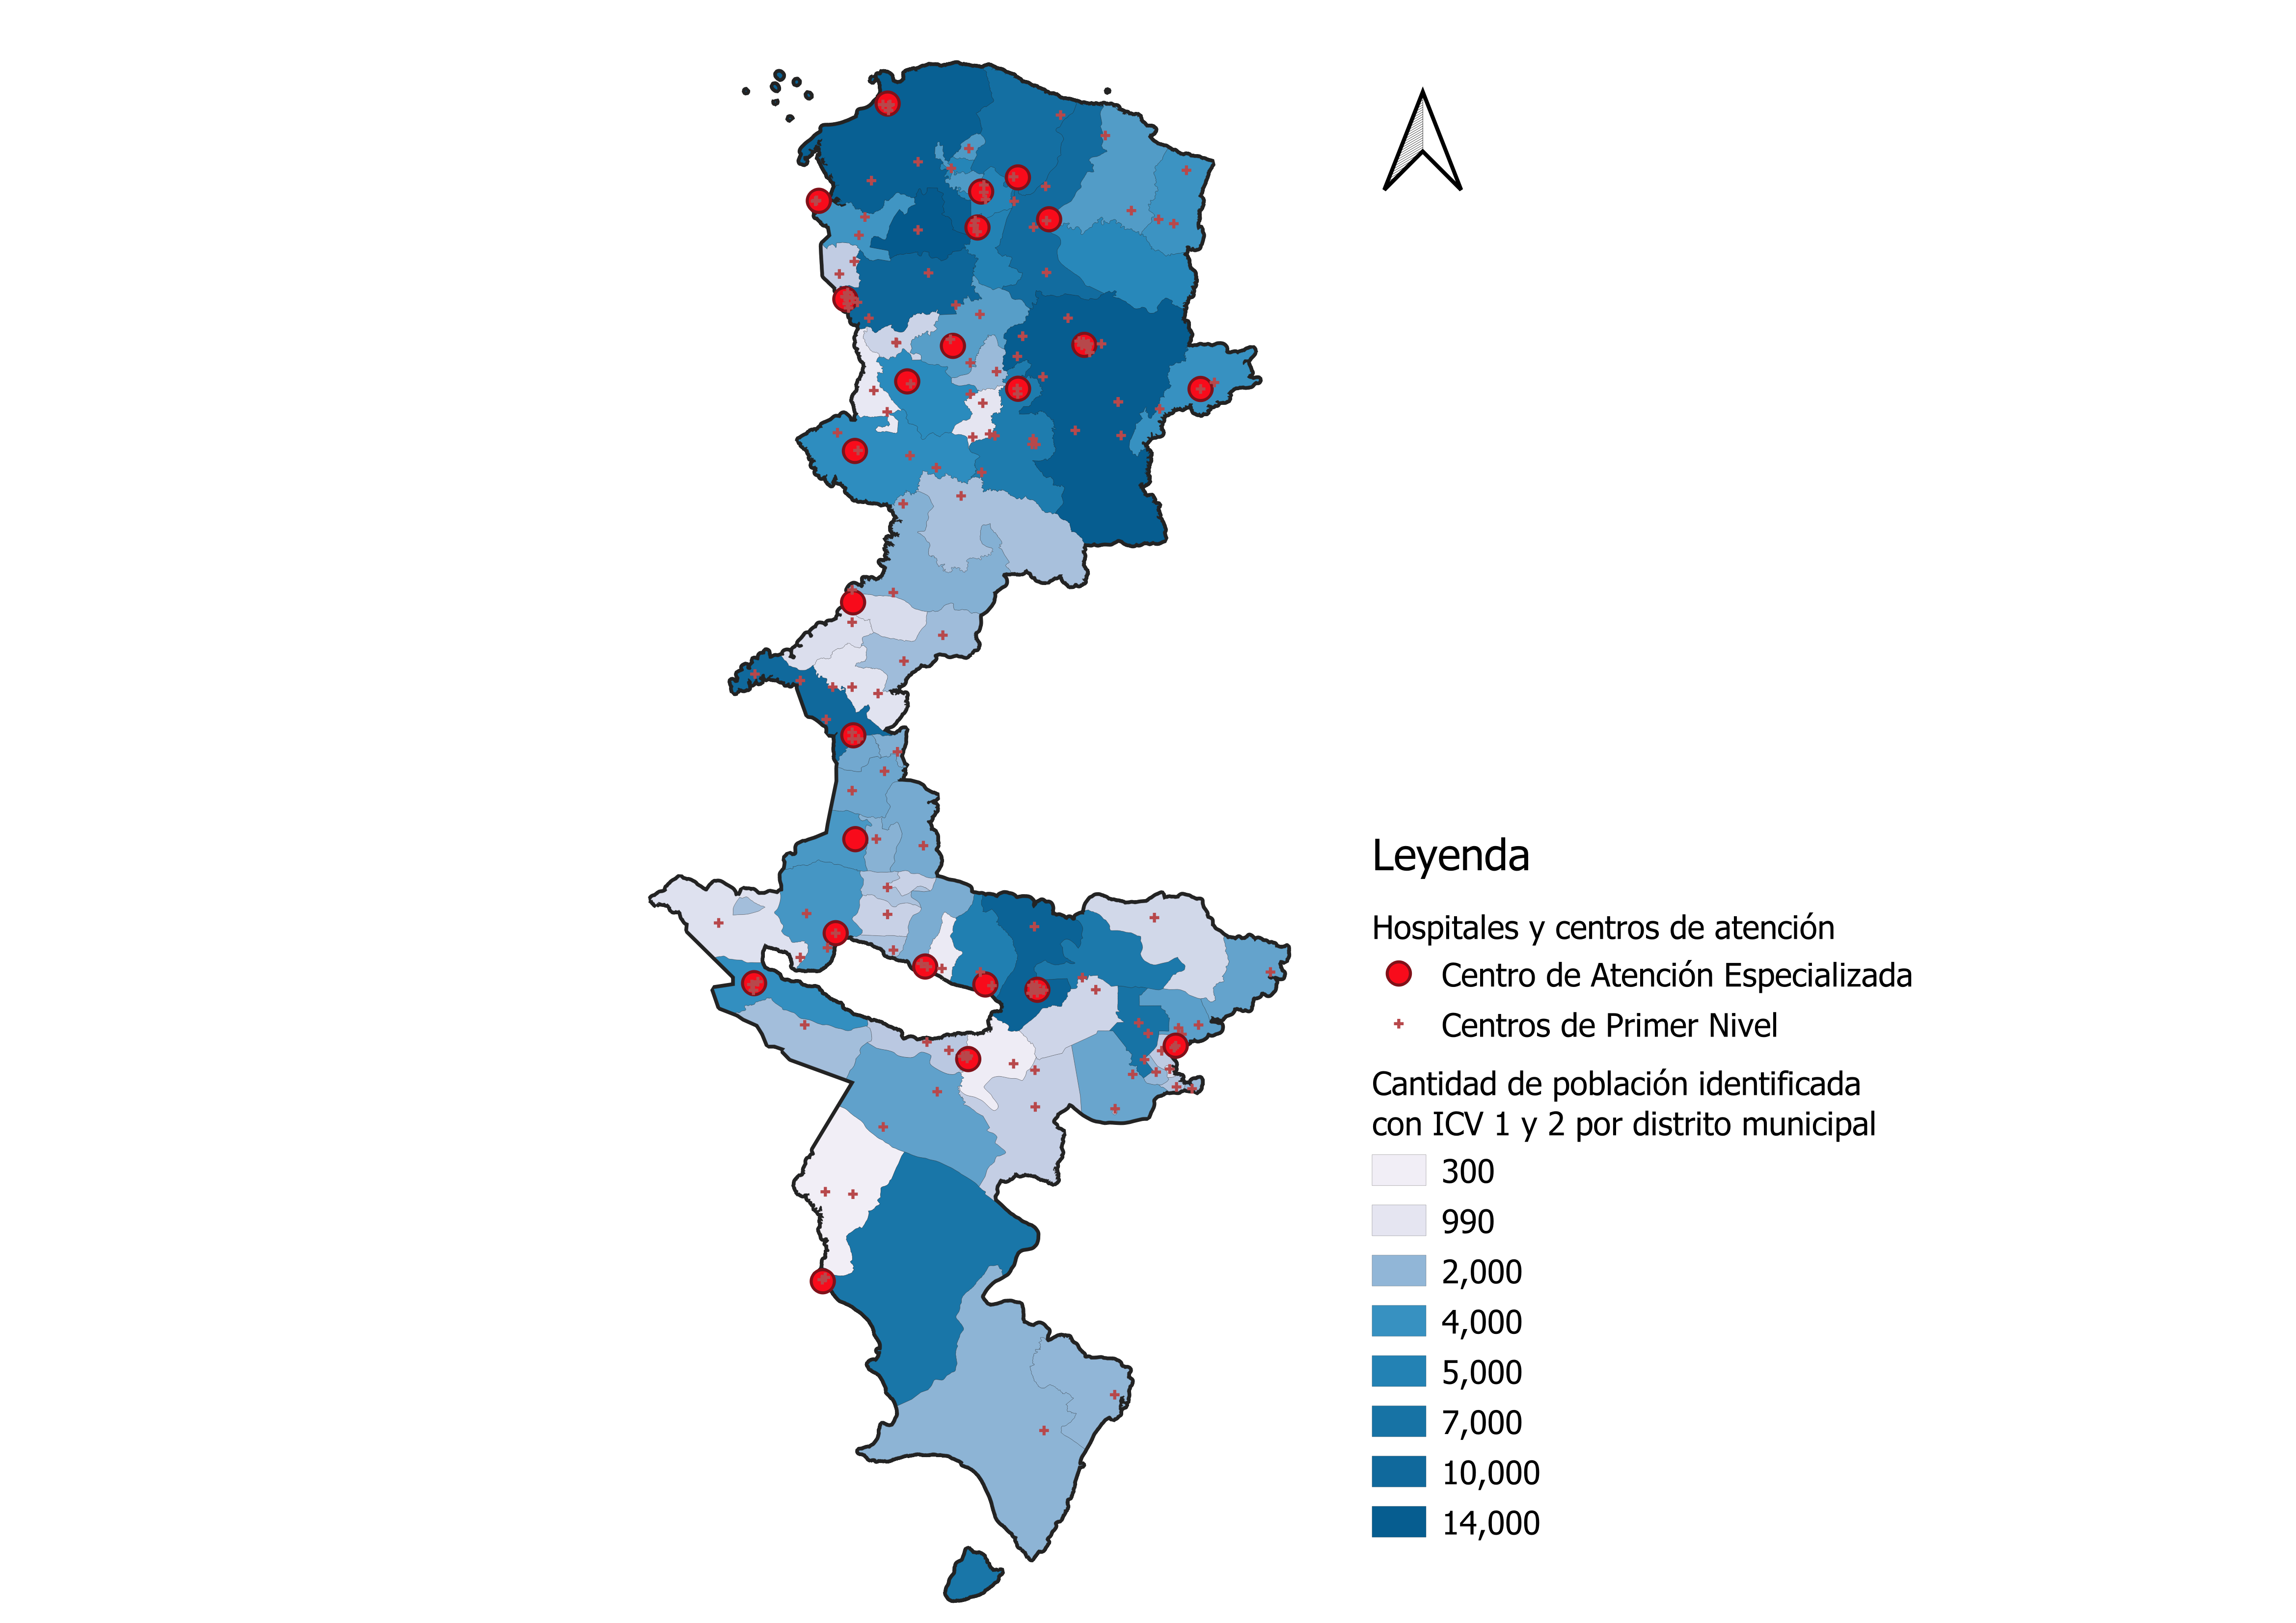 Leyenda
Hospitales y centros de atención
Centro de Atención Especializada
Centros de Primer Nivel
Cantidad de población identificada
con ICV 1 y 2 por distrito municipal
300
990
2,000
4,000
5,000
7,000
10,000
14,000